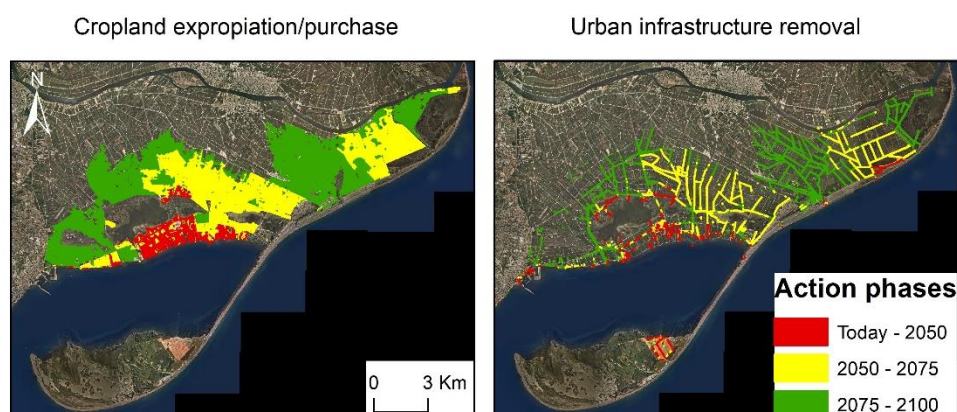 Cropland expropiation/purchase
Urban infrastructure removal
N
0 3 Km
Action phases
Today - 2050
2050 - 2075
2075 - 2100